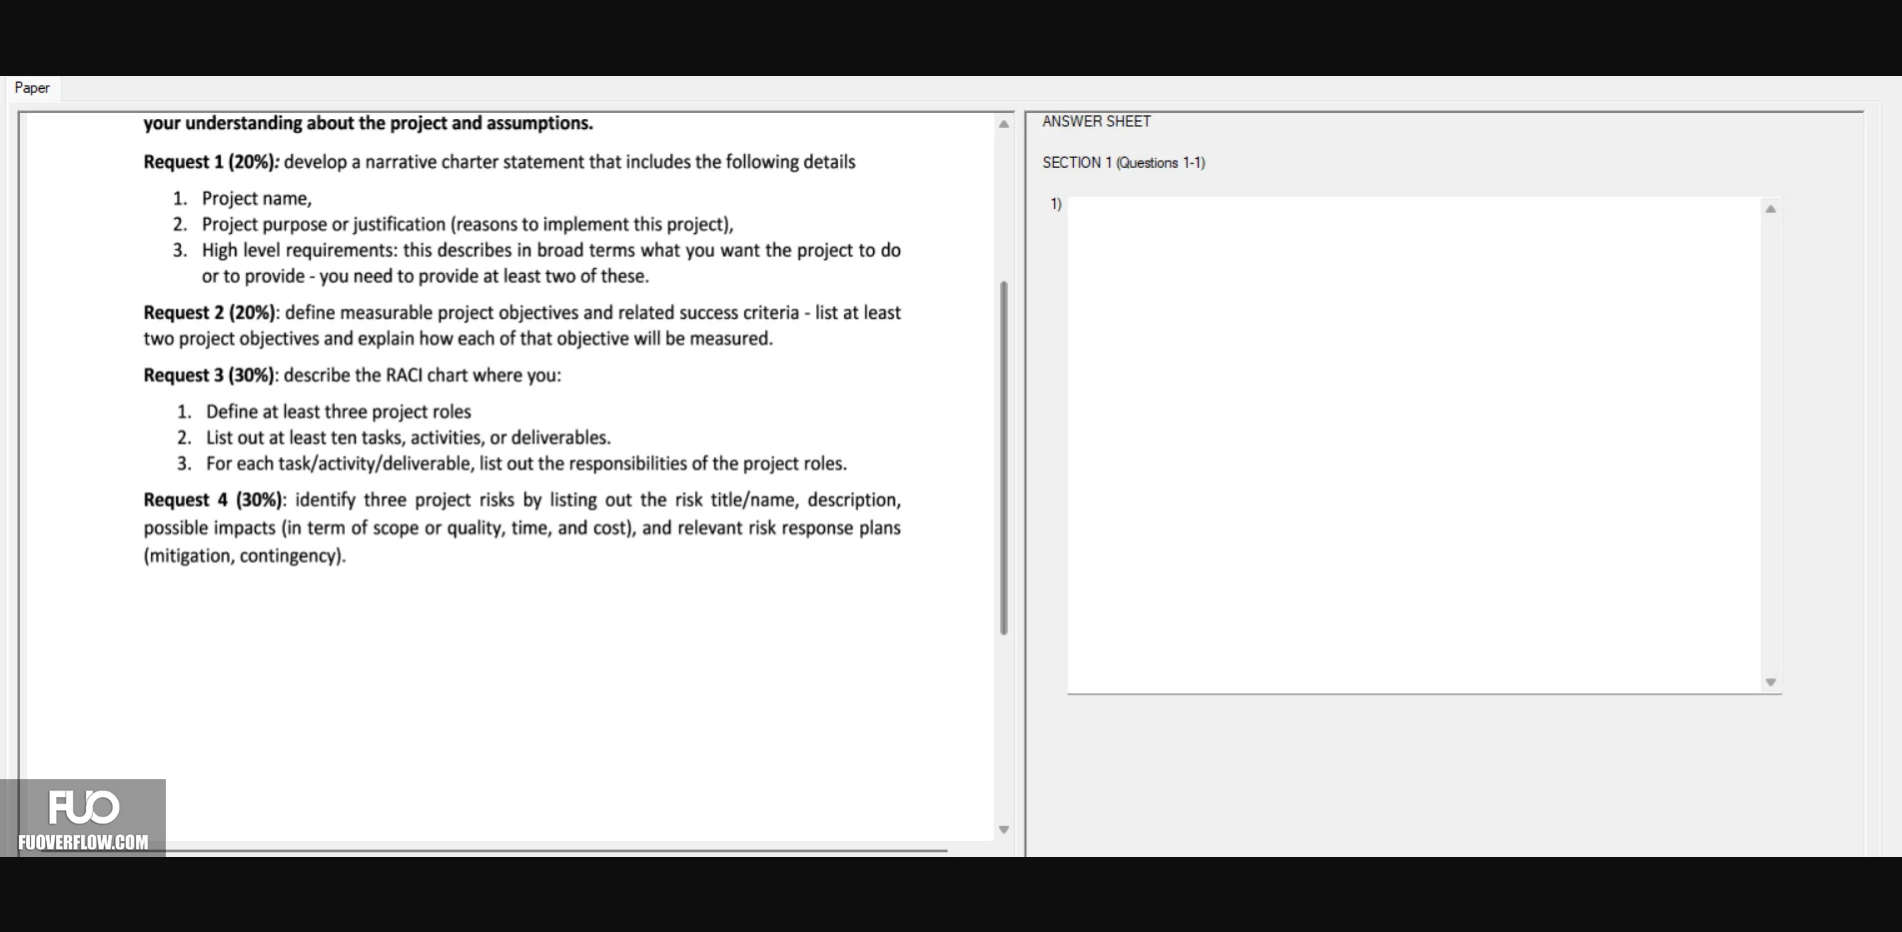 Paper
your understanding about the project and assumptions.
Request 1 (20%): develop a narrative charter statement that includes the following details
1. Project name,
2. Project purpose or justification (reasons to implement this project),
3. High level requirements: this describes in broad terms what you want the project to do
or to provide - you need to provide at least two of these.
Request 2 (20%): define measurable project objectives and related success criteria - list at least
two project objectives and explain how each of that objective will be measured.
Request 3 (30%): describe the RACI chart where you:
1. Define at least three project roles
2. List out at least ten tasks, activities, or deliverables.
3. For each task/activity/deliverable, list out the responsibilities of the project roles.
Request 4 (30%): identify three project risks by listing out the risk title/name, description,
possible impacts (in term of scope or quality, time, and cost), and relevant risk response plans
(mitigation, contingency).
ANSWER SHEET
SECTION 1 (Questions 1-1)
1)
FUO
FUOVERFLOW.COM